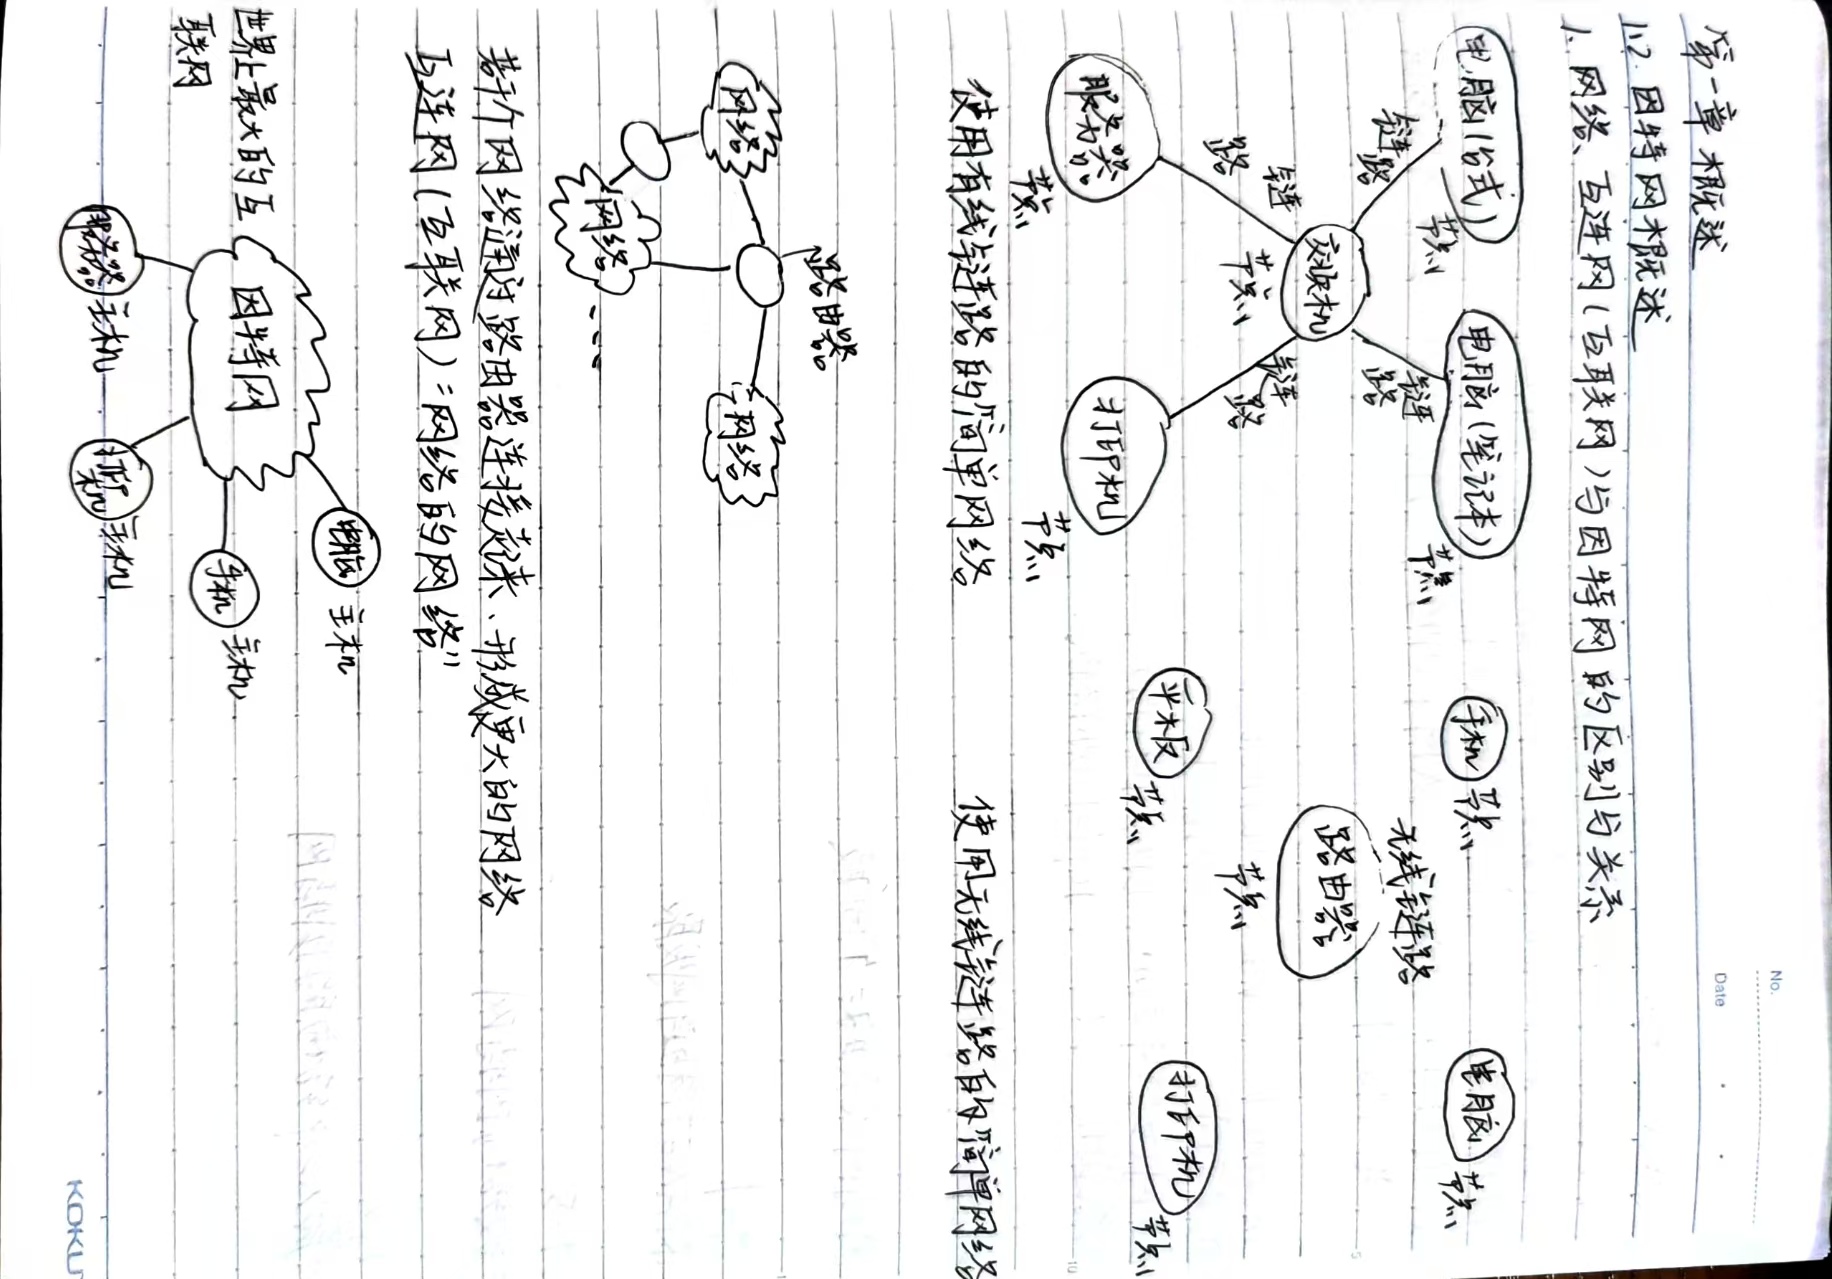 No.
Date
第一章 概述
1.2. 因特网概述
1. 网络、互连网(互联网)与因特网的区别与关系
电脑(台式) 节点
电脑(笔记本) 节点
手机 节点
电脑 节点
链路
链路
无线链路
交换机
路由器
链路
节点
链路
节点
服务器 节点
打印机 节点
平板 节点
打印机 节点
使用有线链路的简单网络
使用无线链路的简单网络
路由器
网络
网络
网络 ....
若干个网络通过路由器连接起来、形成更大的网络
互连网(互联网)="网络的网络"
电脑 主机
世界上最大的互
联网
因特网
手机 主机
服务器 主机
打印机 主机
5
10
KOKU